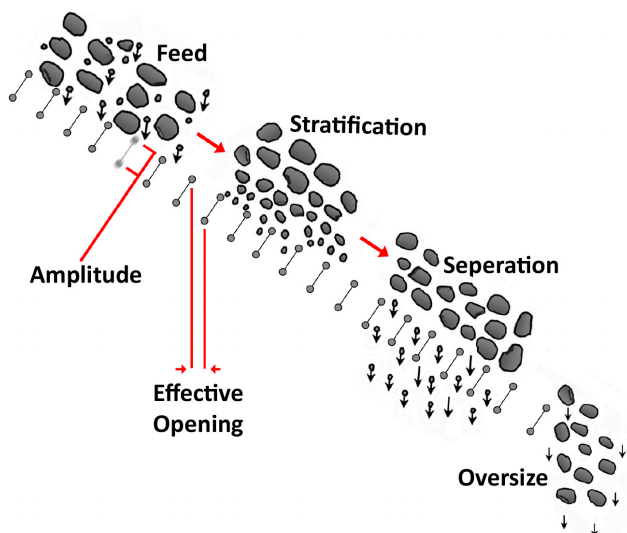 Feed
Stratification
Seperation
Amplitude
Effective
Opening
Oversize